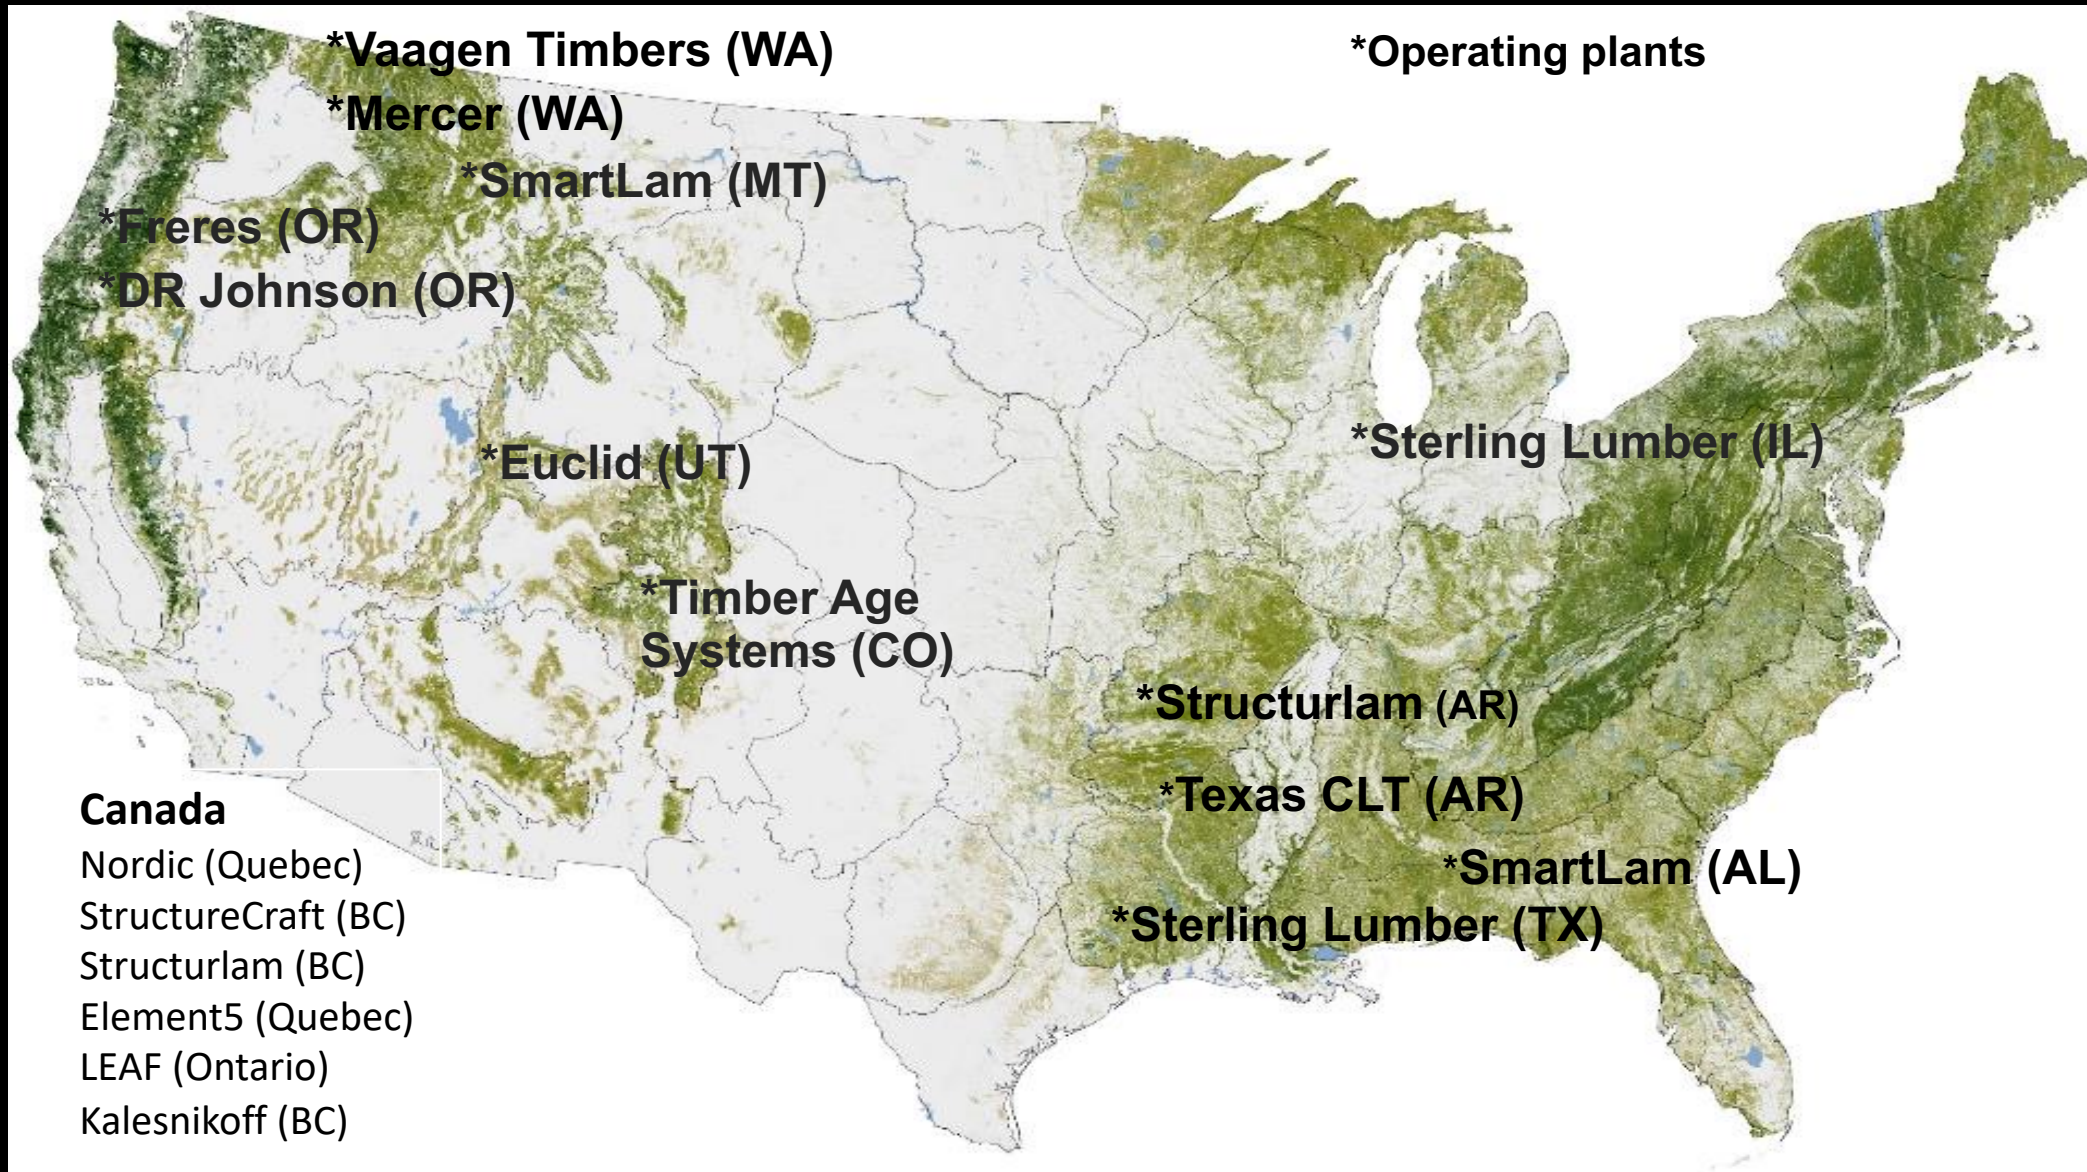 *Vaagen Timbers (WA)
*Operating plants
*Mercer (WA)
*SmartLam (MT)
*Freres (OR)
*DR Johnson (OR)
*Sterling Lumber (IL)
*Euclid (UT)
*Timber Age
Systems (CO)
*Structurlam (AR)
*Texas CLT (AR)
*SmartLam (AL)
*Sterling Lumber (TX)
Canada
Nordic (Quebec)
StructureCraft (BC)
Structurlam (BC)
Element5 (Quebec)
LEAF (Ontario)
Kalesnikoff (BC)